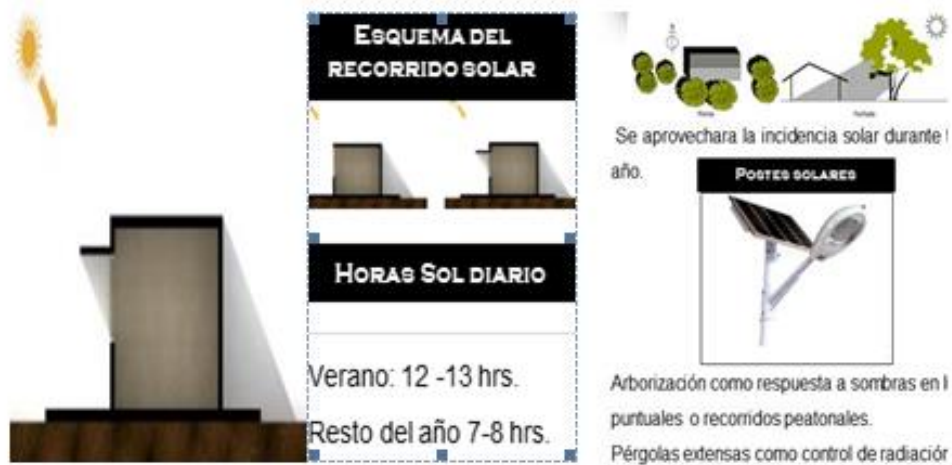 ESQUEMA DEL
RECORRIDO SOLAR
HORAS SOL DIARIO
Verano: 12 -13 hrs.
Resto del año 7-8 hrs.
Se aprovechara la incidencia solar durante
año.
POSTES SOLARES
Arborización como respuesta a sombras en
puntuales o recorridos peatonales.
Pérgolas extensas como control de